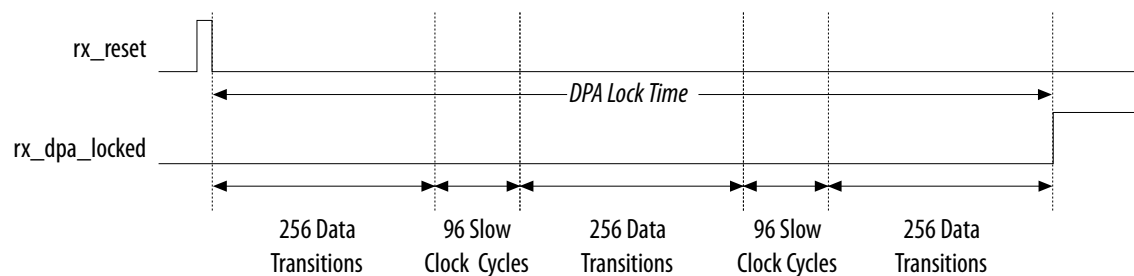 rx_reset
DPA Lock Time
rx_dpa_locked
256 Data
Transitions
96 Slow
Clock Cycles
256 Data
Transitions
96 Slow
Clock Cycles
256 Data
Transitions